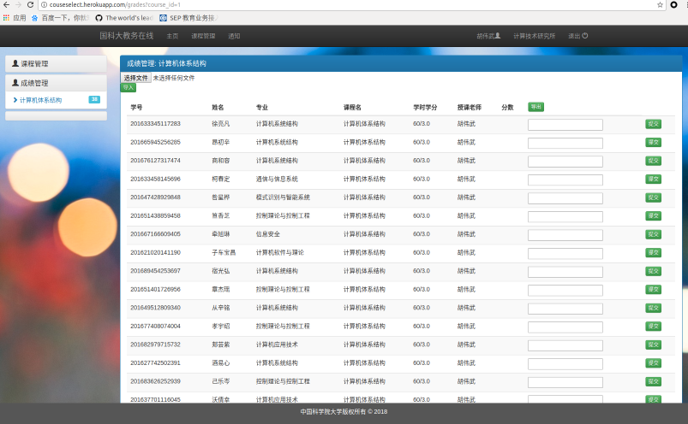 couseselect.herokuapp.com/grades?course_id=1
应用 百度一下，你就 The world's lead SEP 教育业务接
国科大教务在线 主页 课程管理 通知 胡伟武 计算技术研究所 退出
课程管理
成绩管理
计算机体系结构 38
成绩管理: 计算机体系结构
选择文件 未选择任何文件
导入
学号 姓名 专业 课程名 学时学分 授课老师 分数 导出
201633345117283 徐亮凡 计算机系统结构 计算机体系结构 60/3.0 胡伟武 提交
201665945256285 昂初辛 计算机系统结构 计算机体系结构 60/3.0 胡伟武 提交
201676127317474 和容 计算机系统结构 计算机体系结构 60/3.0 胡伟武 提交
201633458145696 柯春定 通信与信息系统 计算机体系结构 60/3.0 胡伟武 提交
201647428929848 星晔 模式识别与智能系统 计算机体系结构 60/3.0 胡伟武 提交
201651438859458 香芝 控制理论与控制工程 计算机体系结构 60/3.0 胡伟武 提交
201667166609405 牵旭琳 信息安全 计算机体系结构 60/3.0 胡伟武 提交
201621020141190 子车宝昌 计算机软件与理论 计算机体系结构 60/3.0 胡伟武 提交
201689454253697 宿光弘 计算机系统结构 计算机体系结构 60/3.0 胡伟武 提交
201651401726956 覃杰瑶 控制理论与控制工程 计算机体系结构 60/3.0 胡伟武 提交
201649512809340 从辛铭 计算机系统结构 计算机体系结构 60/3.0 胡伟武 提交
201677408074004 孝宇昭 控制理论与控制工程 计算机体系结构 60/3.0 胡伟武 提交
201682979715732 郑芸紫 计算机应用技术 计算机体系结构 60/3.0 胡伟武 提交
201627742502391 易心 计算机系统结构 计算机体系结构 60/3.0 胡伟武 提交
201683626252939 己乐岑 控制理论与控制工程 计算机体系结构 60/3.0 胡伟武 提交
201637701116045 沃倩幸 计算机应用技术 计算机体系结构 60/3.0 胡伟武 提交
中国科学院大学版权所有 © 2018